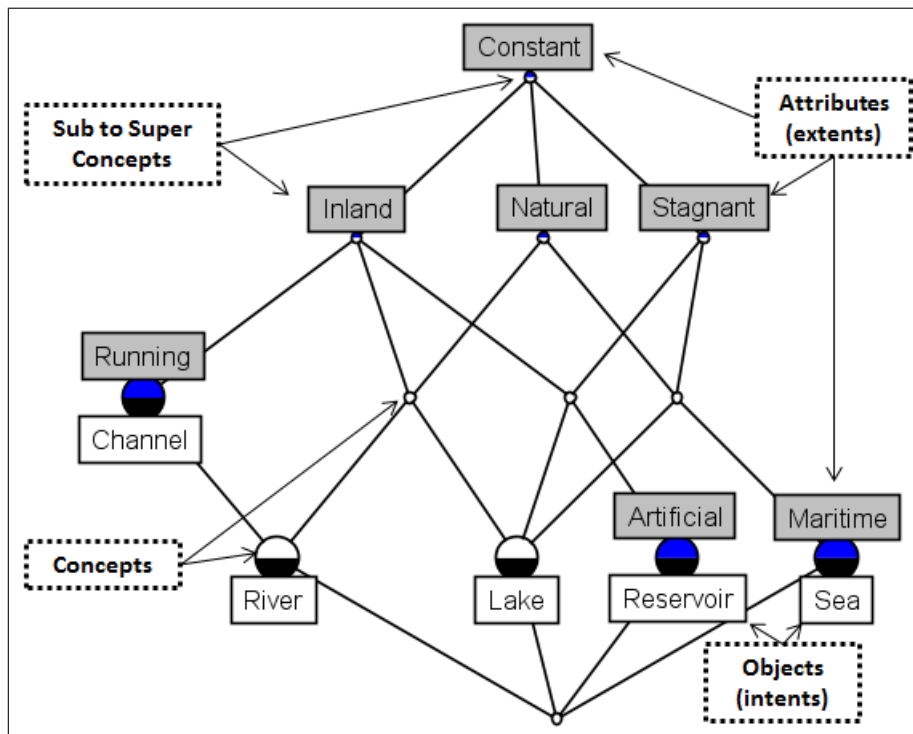 Constant
Sub to Super
Concepts
Attributes
(extents)
Inland
Natural
Stagnant
Running
Channel
Concepts
Artificial
Maritime
River
Lake
Reservoir
Sea
Objects
(intents)